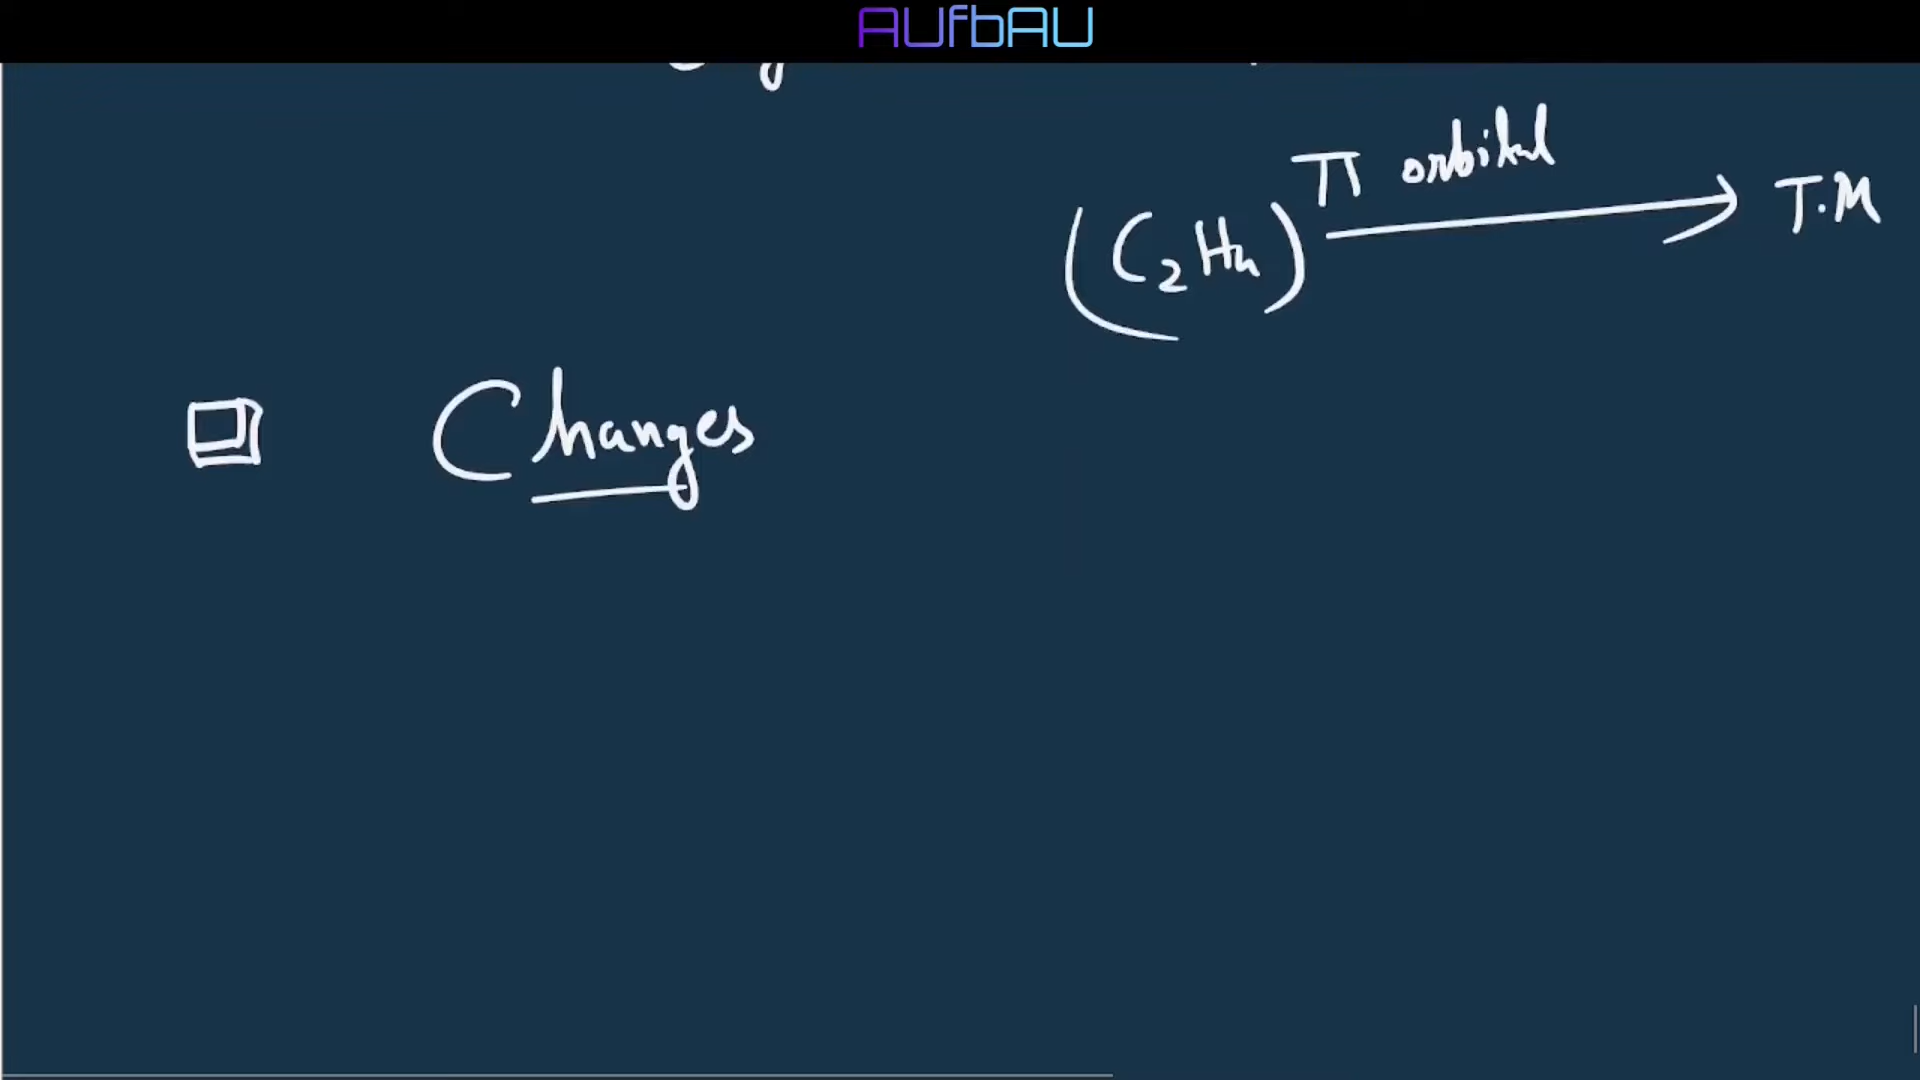 AUfbAU
π orbital
(C₂H₄) → T.M
Changes